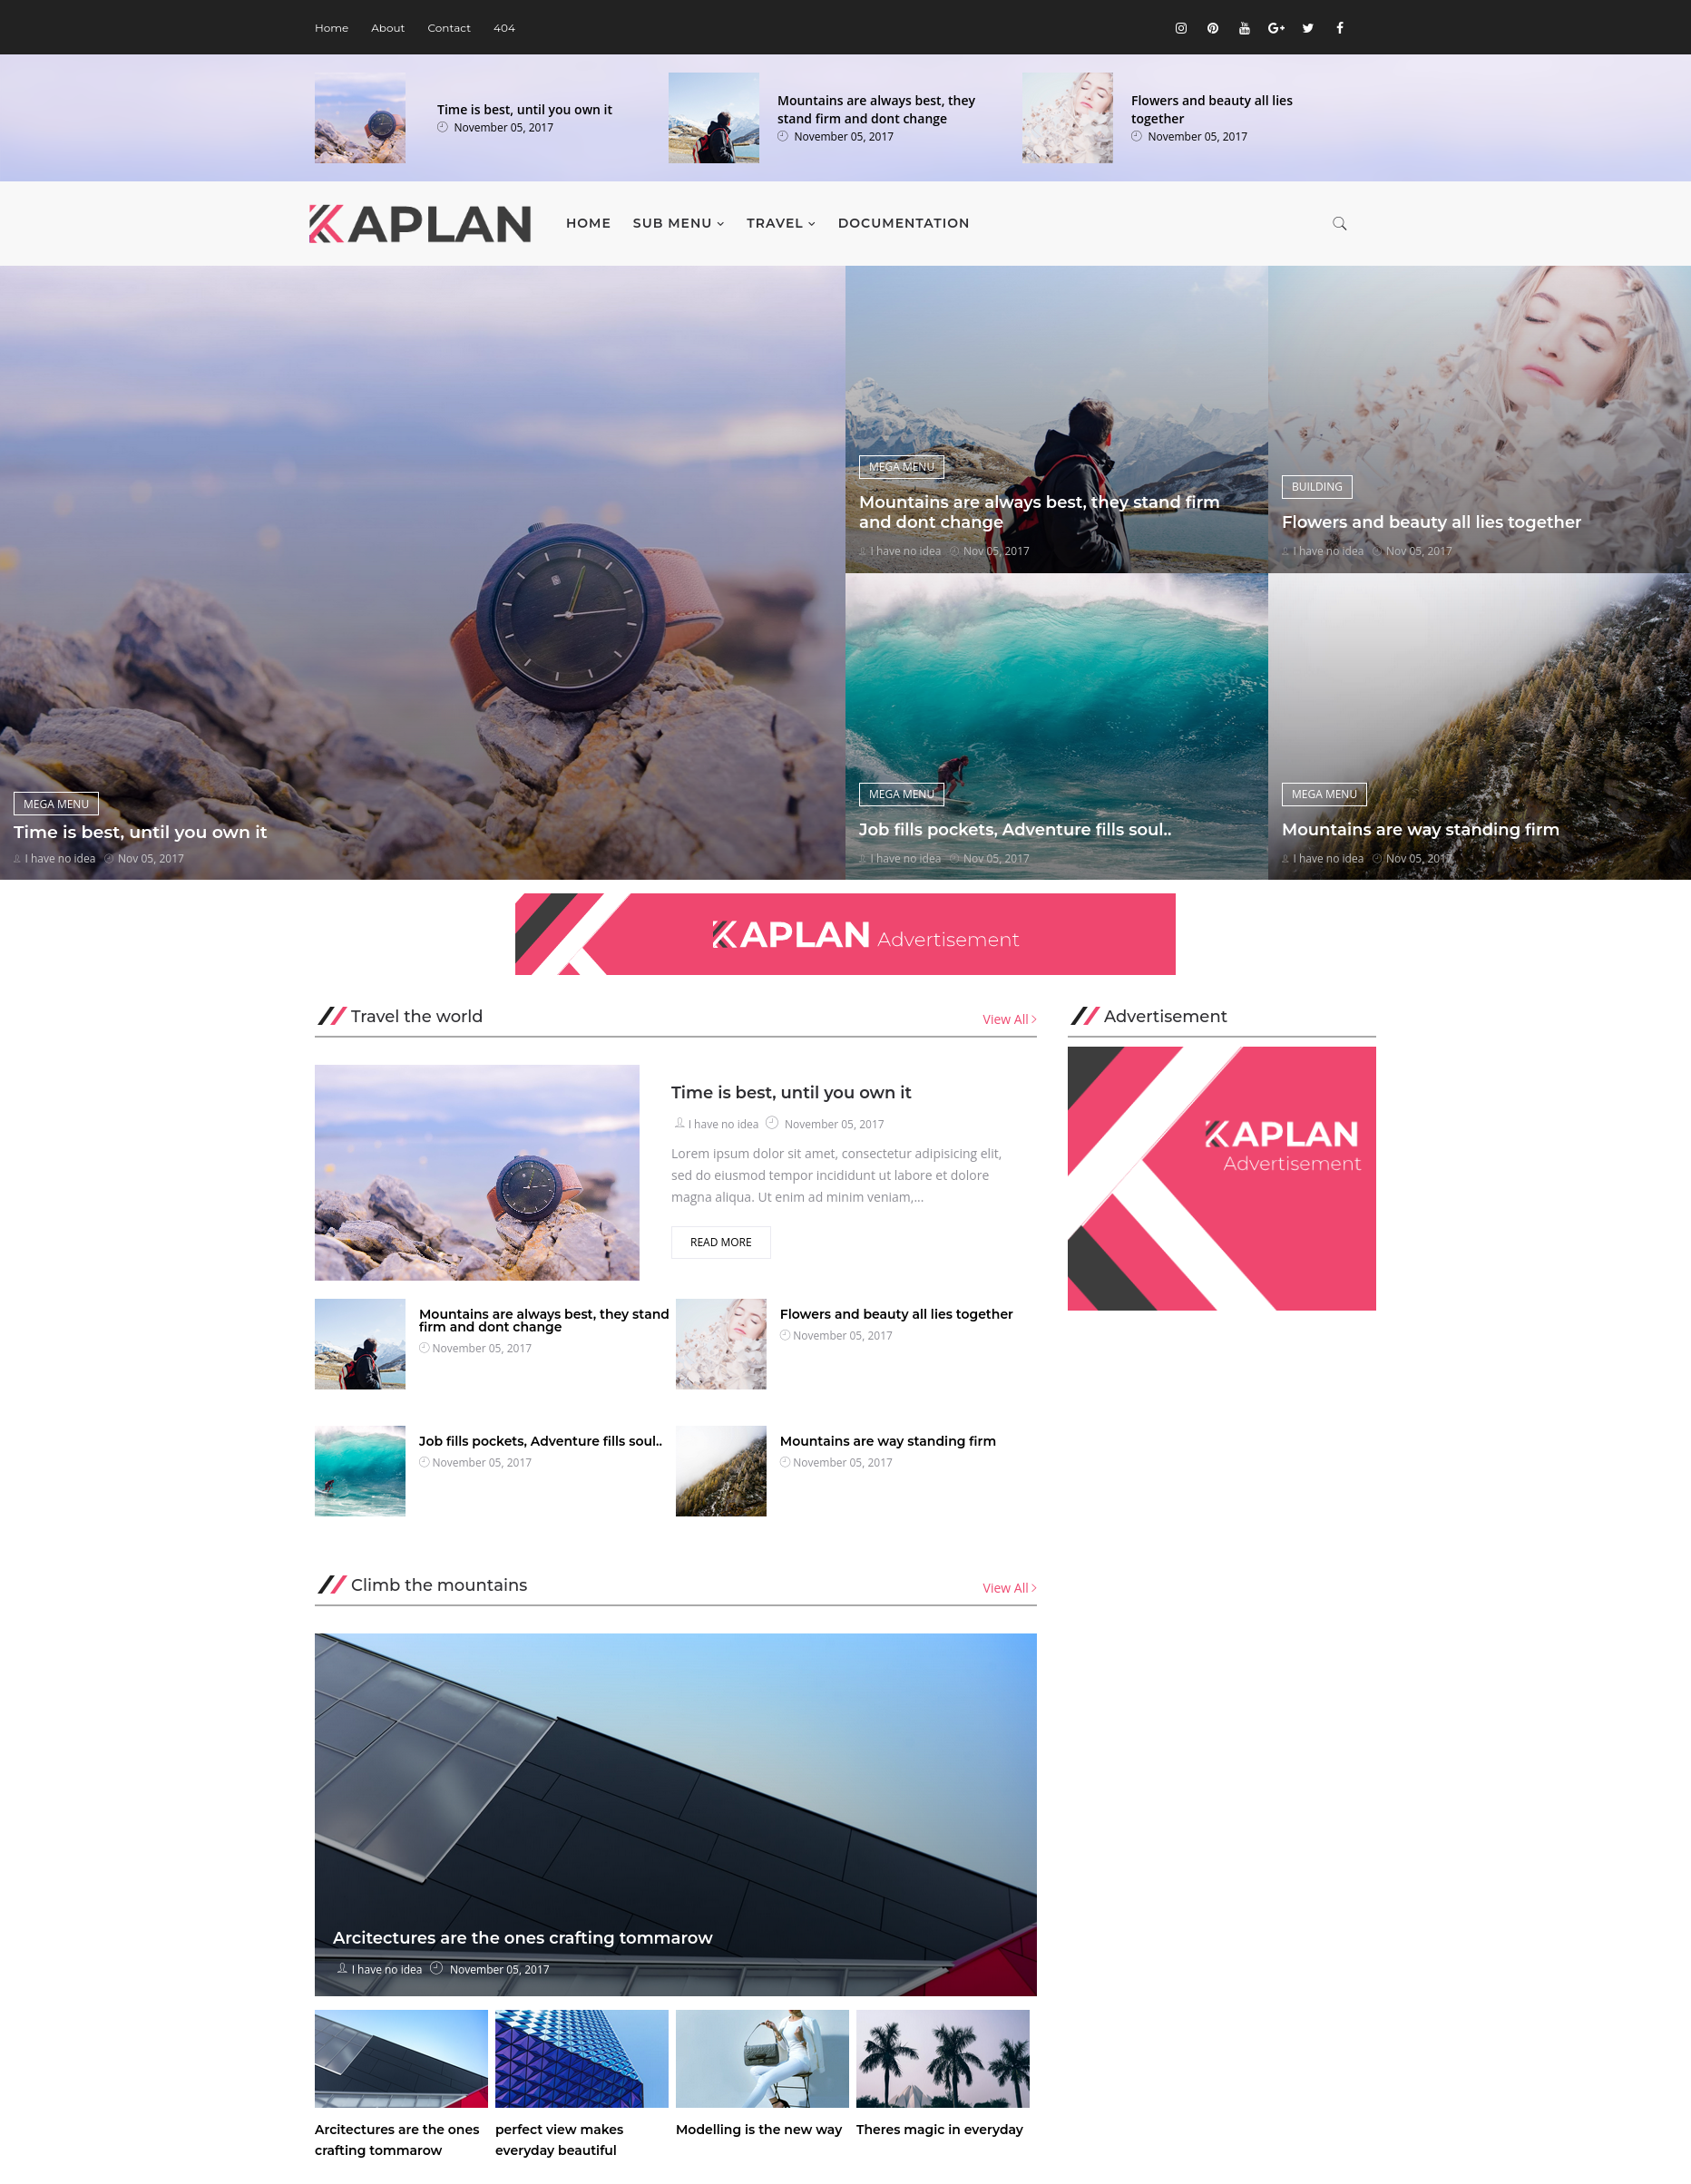 Home About Contact 404
Time is best, until you own it
November 05, 2017
Mountains are always best, they
stand firm and dont change
November 05, 2017
Flowers and beauty all lies
together
November 05, 2017
KAPLAN
HOME SUB MENU TRAVEL DOCUMENTATION
MEGA MENU
Time is best, until you own it
I have no idea Nov 05, 2017
MEGA MENU
Mountains are always best, they stand firm
and dont change
I have no idea Nov 05, 2017
BUILDING
Flowers and beauty all lies together
I have no idea Nov 05, 2017
MEGA MENU
Job fills pockets, Adventure fills soul..
I have no idea Nov 05, 2017
MEGA MENU
Mountains are way standing firm
I have no idea Nov 05, 2017
KAPLAN Advertisement
Travel the world
View All
Time is best, until you own it
I have no idea November 05, 2017
Lorem ipsum dolor sit amet, consectetur adipisicing elit,
sed do eiusmod tempor incididunt ut labore et dolore
magna aliqua. Ut enim ad minim veniam,...
READ MORE
Mountains are always best, they stand
firm and dont change
November 05, 2017
Flowers and beauty all lies together
November 05, 2017
Job fills pockets, Adventure fills soul..
November 05, 2017
Mountains are way standing firm
November 05, 2017
Advertisement
KAPLAN
Advertisement
Climb the mountains
View All
Arcitectures are the ones crafting tommarow
I have no idea November 05, 2017
Arcitectures are the ones
crafting tommarow
perfect view makes
everyday beautiful
Modelling is the new way
Theres magic in everyday